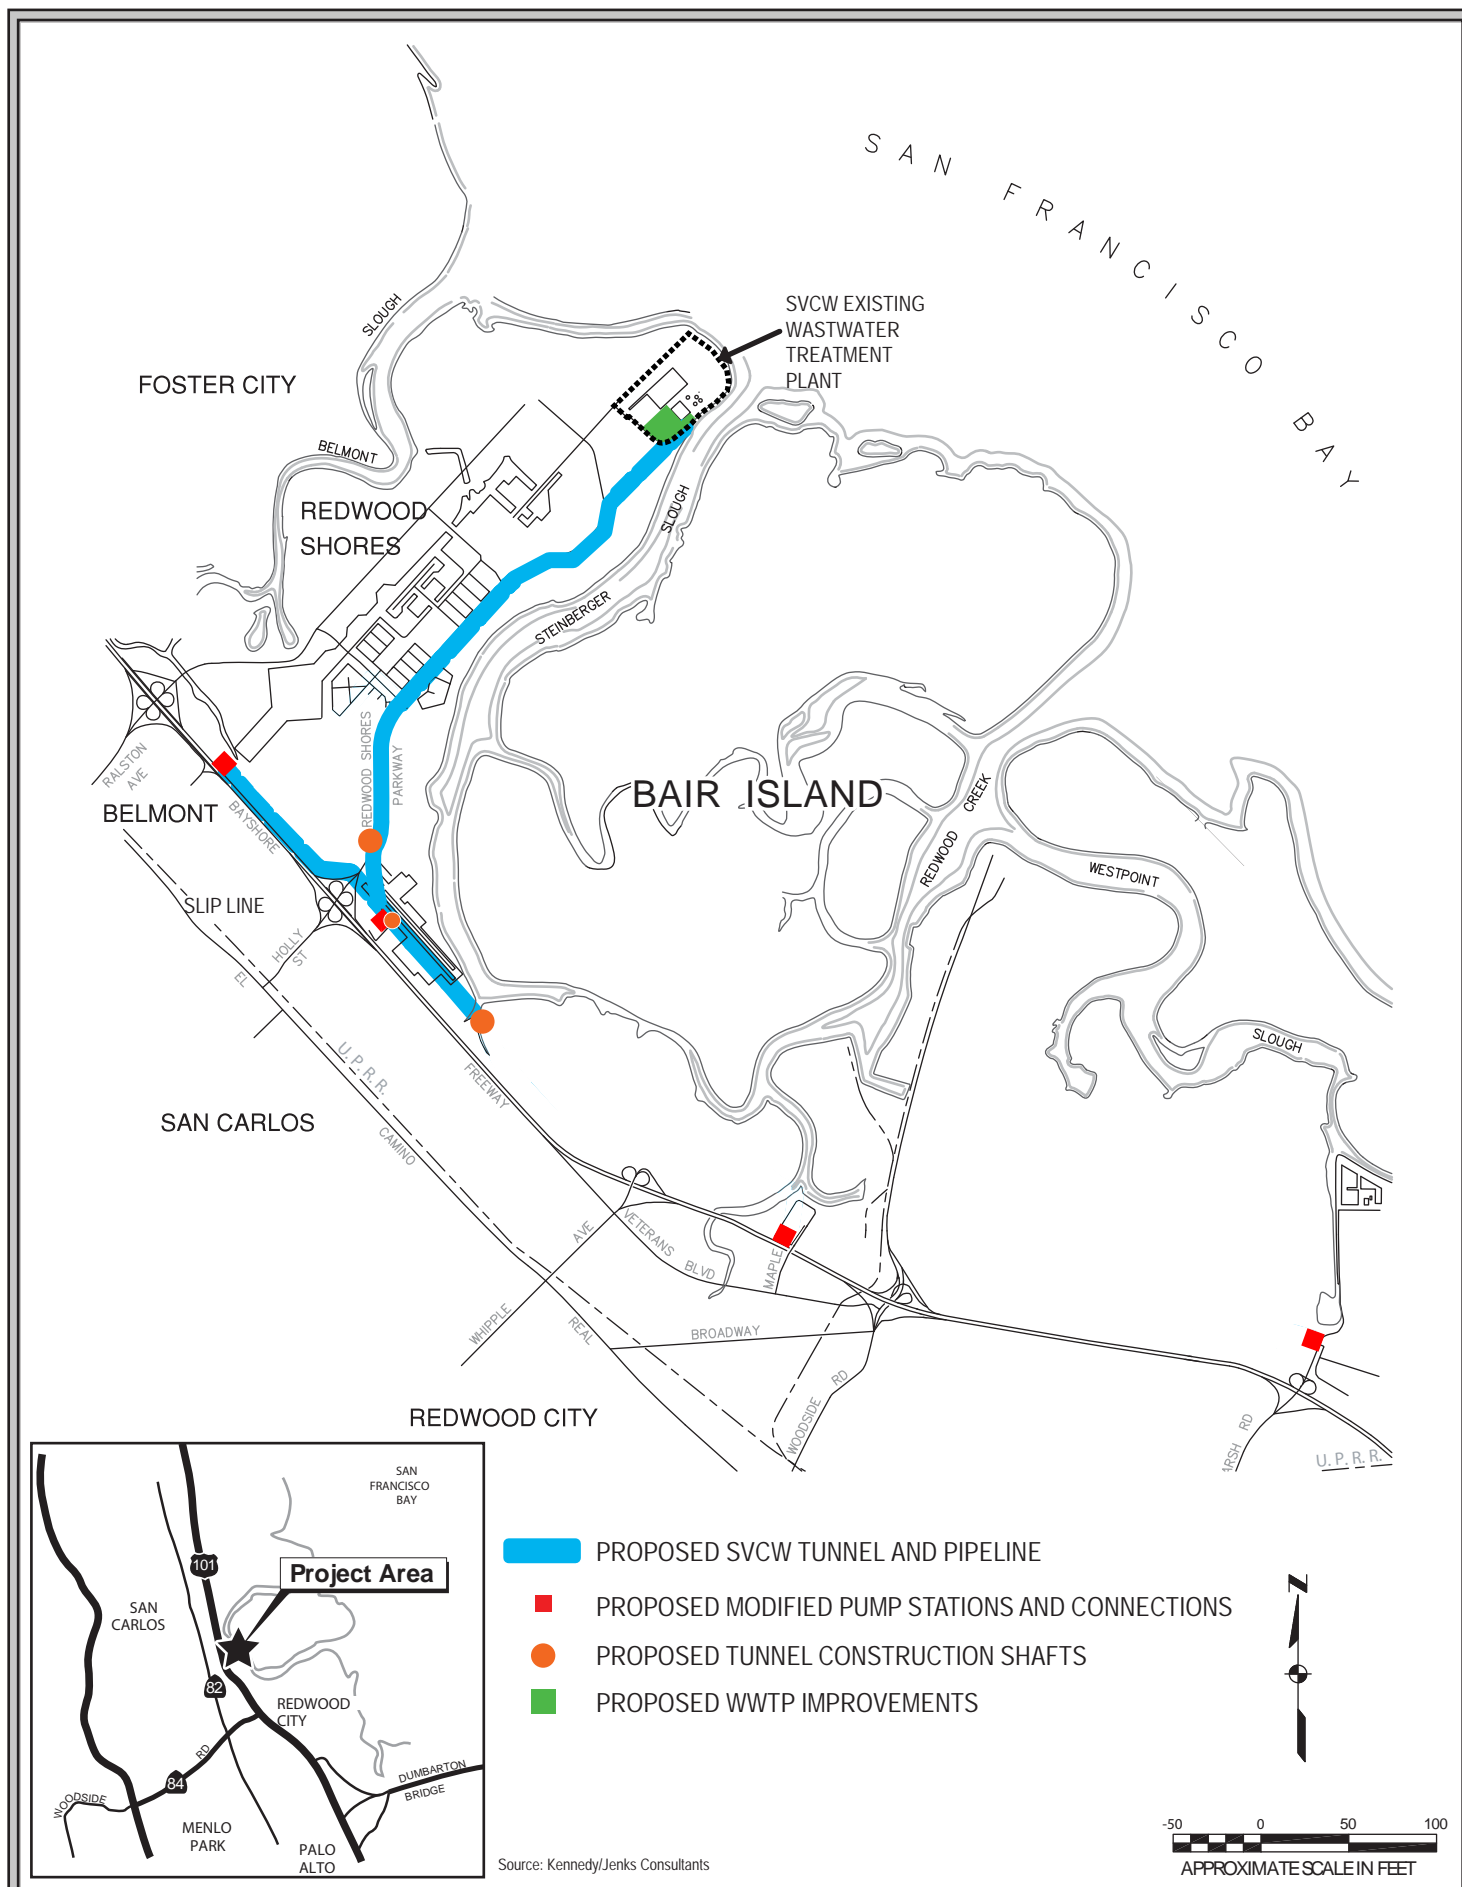 SAN FRANCISCO BAY
SVCW EXISTING
WASTWATER
TREATMENT
PLANT
SLOUGH
FOSTER CITY
BELMONT
REDWOOD
SHORES
SLOUGH
STEINBERGER
REDWOOD SHORES
PARKWAY
RALSTON
AVE
BELMONT
BAYSHORE
BAIR ISLAND
CREEK
REDWOOD
WESTPOINT
SLIP LINE
HOLLY
ST
EL
U.P.R.R.
FREEWAY
SLOUGH
SAN CARLOS
CAMINO
AVE
VETERANS
BLVD
MAPLE
WHIPPLE
REAL
BROADWAY
WOODSIDE RD
REDWOOD CITY
ARSH RD
U.P.R.R.
SAN
FRANCISCO
BAY
101
Project Area
SAN
CARLOS
82
REDWOOD
CITY
RD
84
WOODSIDE
DUMBARTON
BRIDGE
MENLO
PARK
PALO
ALTO
PROPOSED SVCW TUNNEL AND PIPELINE
PROPOSED MODIFIED PUMP STATIONS AND CONNECTIONS
PROPOSED TUNNEL CONSTRUCTION SHAFTS
PROPOSED WWTP IMPROVEMENTS
N
-50 0 50 100
APPROXIMATE SCALE IN FEET
Source: Kennedy/Jenks Consultants